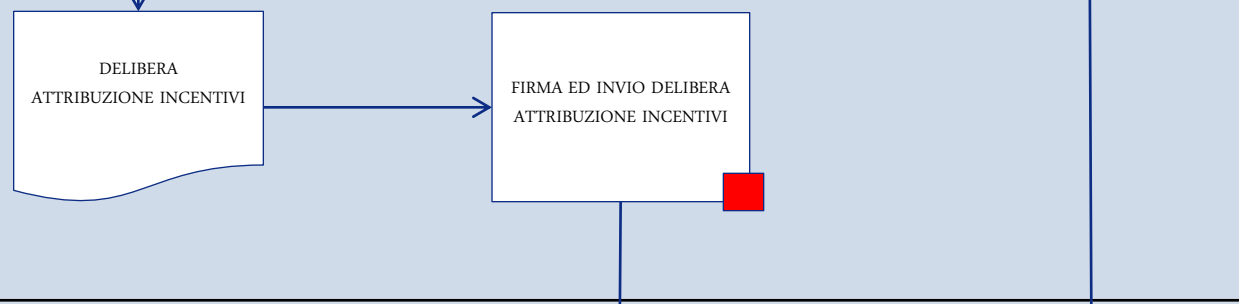 DELIBERA
ATTRIBUZIONE INCENTIVI
FIRMA ED INVIO DELIBERA
ATTRIBUZIONE INCENTIVI